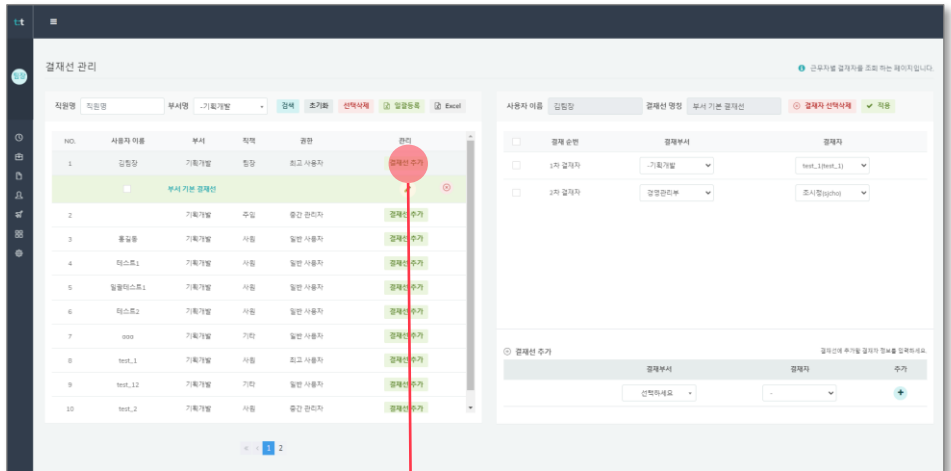 t:t
팀장
결재선 관리
근무자별 결재자를 조회 하는 페이지입니다.
직원명 직원명 부서명 -기획개발 검색 초기화 선택삭제 일괄등록 Excel
NO. 사용자 이름 부서 직책 권한 관리
1 김팀장 기획개발 팀장 최고 사용자 결재선 추가
부서 기본 결재선
2 기획개발 주임 중간 관리자 결재선 추가
3 홍길동 기획개발 사원 일반 사용자 결재선 추가
4 테스트1 기획개발 사원 일반 사용자 결재선 추가
5 일괄테스트1 기획개발 사원 일반 사용자 결재선 추가
6 테스트2 기획개발 사원 일반 사용자 결재선 추가
7 ooo 기획개발 기타 일반 사용자 결재선 추가
8 test_1 기획개발 사원 최고 사용자 결재선 추가
9 test_12 기획개발 기타 일반 사용자 결재선 추가
10 test_2 기획개발 사원 중간 관리자 결재선 추가
« < 1 2
사용자 이름 김팀장 결재선 명칭 부서 기본 결재선 결재자 선택삭제 적용
결재 순번 결재부서 결재자
1차 결재자 -기획개발 test_1(test_1)
2차 결재자 경영관리부 조시정(sjcho)
결재선 추가 결재선에 추가될 결재자 정보를 입력하세요.
결재부서 결재자 추가
선택하세요 - +